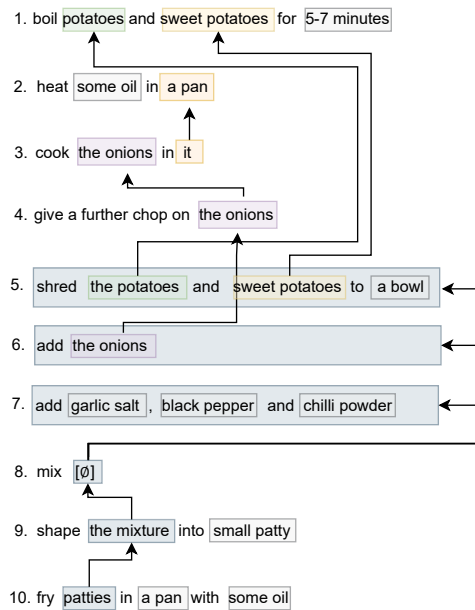 1. boil potatoes and sweet potatoes for 5-7 minutes
2. heat some oil in a pan
3. cook the onions in it
4. give a further chop on the onions
5. shred the potatoes and sweet potatoes to a bowl
6. add the onions
7. add garlic salt , black pepper and chilli powder
8. mix [∅]
9. shape the mixture into small patty
10. fry patties in a pan with some oil